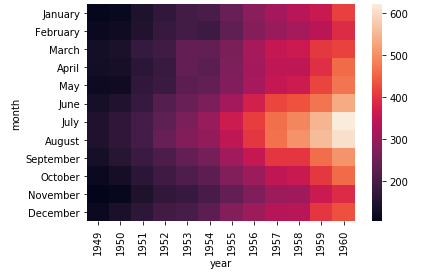 January
February
March
April
May
June
July
August
September
October
November
December
month
1949 1950 1951 1952 1953 1954 1955 1956 1957 1958 1959 1960
year
600
500
400
300
200